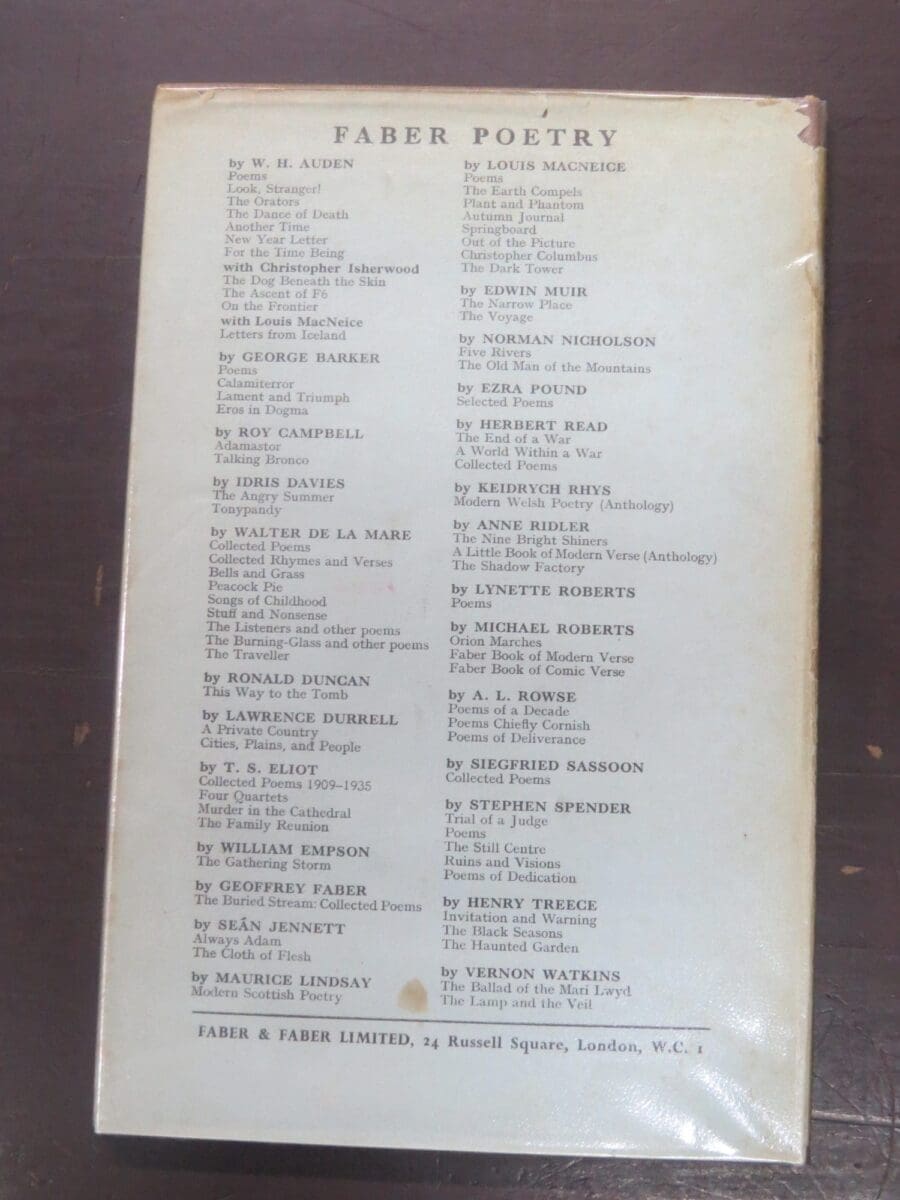 FABER POETRY
by W. H. AUDEN
Poems
Look, Stranger!
The Orators
The Dance of Death
Another Time
New Year Letter
For the Time Being
with Christopher Isherwood
The Dog Beneath the Skin
The Ascent of F6
On the Frontier
with Louis MacNeice
Letters from Iceland
by GEORGE BARKER
Poems
Calamiterror
Lament and Triumph
Eros in Dogma
by ROY CAMPBELL
Adamastor
Talking Bronco
by IDRIS DAVIES
The Angry Summer
Tonypandy
by WALTER DE LA MARE
Collected Poems
Collected Rhymes and Verses
Bells and Grass
Peacock Pie
Songs of Childhood
Stuff and Nonsense
The Listeners and other poems
The Burning-Glass and other poems
The Traveller
by RONALD DUNCAN
This Way to the Tomb
by LAWRENCE DURRELL
A Private Country
Cities, Plains, and People
by T. S. ELIOT
Collected Poems 1909–1935
Four Quartets
Murder in the Cathedral
The Family Reunion
by WILLIAM EMPSON
The Gathering Storm
by GEOFFREY FABER
The Buried Stream: Collected Poems
by SEÁN JENNETT
Always Adam
The Cloth of Flesh
by MAURICE LINDSAY
Modern Scottish Poetry
by LOUIS MACNEICE
Poems
The Earth Compels
Plant and Phantom
Autumn Journal
Springboard
Out of the Picture
Christopher Columbus
The Dark Tower
by EDWIN MUIR
The Narrow Place
The Voyage
by NORMAN NICHOLSON
Five Rivers
The Old Man of the Mountains
by EZRA POUND
Selected Poems
by HERBERT READ
The End of a War
A World Within a War
Collected Poems
by KEIDRYCH RHYS
Modern Welsh Poetry (Anthology)
by ANNE RIDLER
The Nine Bright Shiners
A Little Book of Modern Verse (Anthology)
The Shadow Factory
by LYNETTE ROBERTS
Poems
by MICHAEL ROBERTS
Orion Marches
Faber Book of Modern Verse
Faber Book of Comic Verse
by A. L. ROWSE
Poems of a Decade
Poems Chiefly Cornish
Poems of Deliverance
by SIEGFRIED SASSOON
Collected Poems
by STEPHEN SPENDER
Trial of a Judge
Poems
The Still Centre
Ruins and Visions
Poems of Dedication
by HENRY TREECE
Invitation and Warning
The Black Seasons
The Haunted Garden
by VERNON WATKINS
The Ballad of the Mari Lwyd
The Lamp and the Veil
FABER & FABER LIMITED, 24 Russell Square, London, W.C. 1